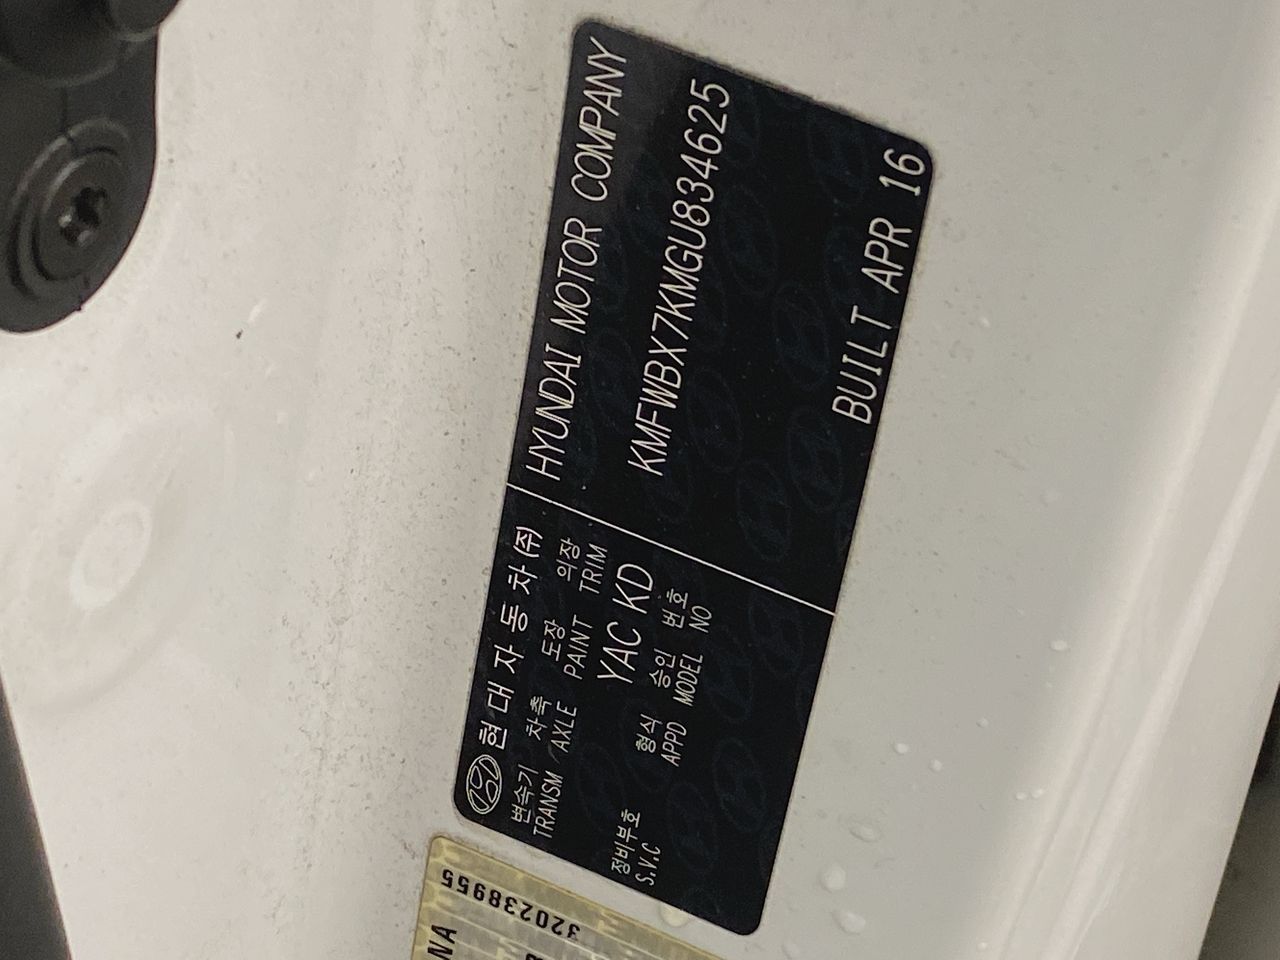 현대자동차(주)
HYUNDAI MOTOR COMPANY
변속기 차축 도장 의장
TRANSM AXLE PAINT TRIM
YAC KD
KMFWBX7KMGU834625
정비부호 형식 승인 번호
S.V.C APPD MODEL NO
BUILT APR 16
320238955
NA